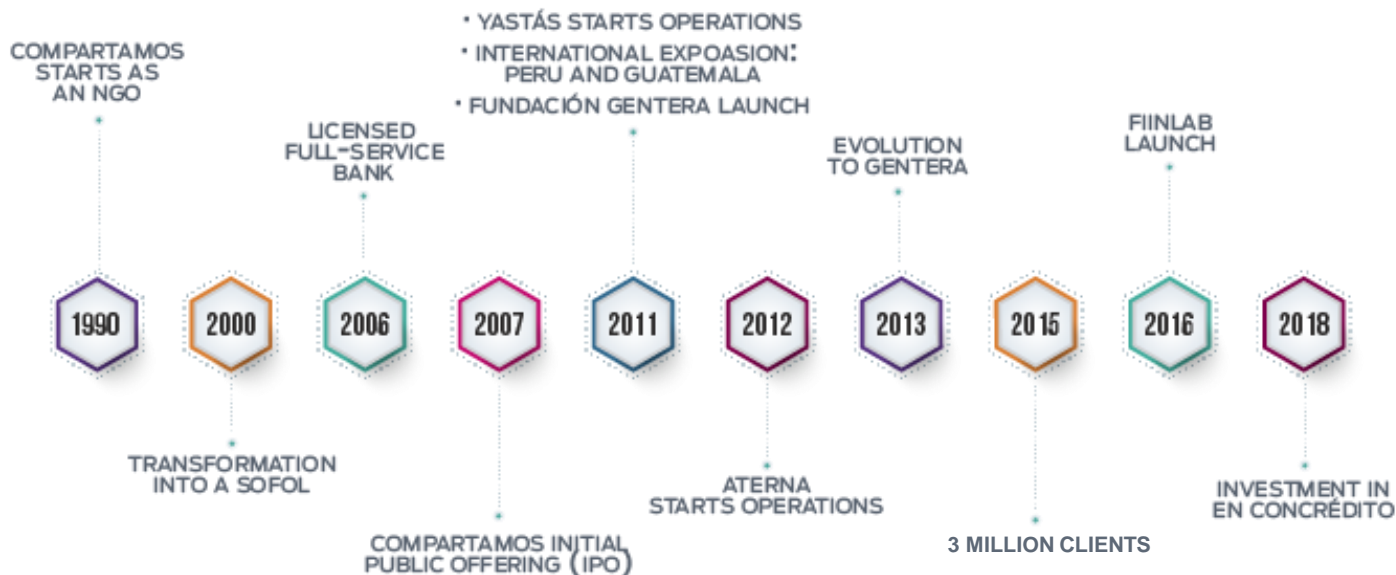 COMPARTAMOS
STARTS AS
AN NGO
LICENSED
FULL-SERVICE
BANK
• YASTÁS STARTS OPERATIONS
• INTERNATIONAL EXPOASION:
PERU AND GUATEMALA
• FUNDACIÓN GENTERA LAUNCH
EVOLUTION
TO GENTERA
FIINLAB
LAUNCH
1990
2000
2006
2007
2011
2012
2013
2015
2016
2018
TRANSFORMATION
INTO A SOFOL
COMPARTAMOS INITIAL
PUBLIC OFFERING (IPO)
ATERNA
STARTS OPERATIONS
3 MILLION CLIENTS
INVESTMENT IN
EN CONCRÉDITO